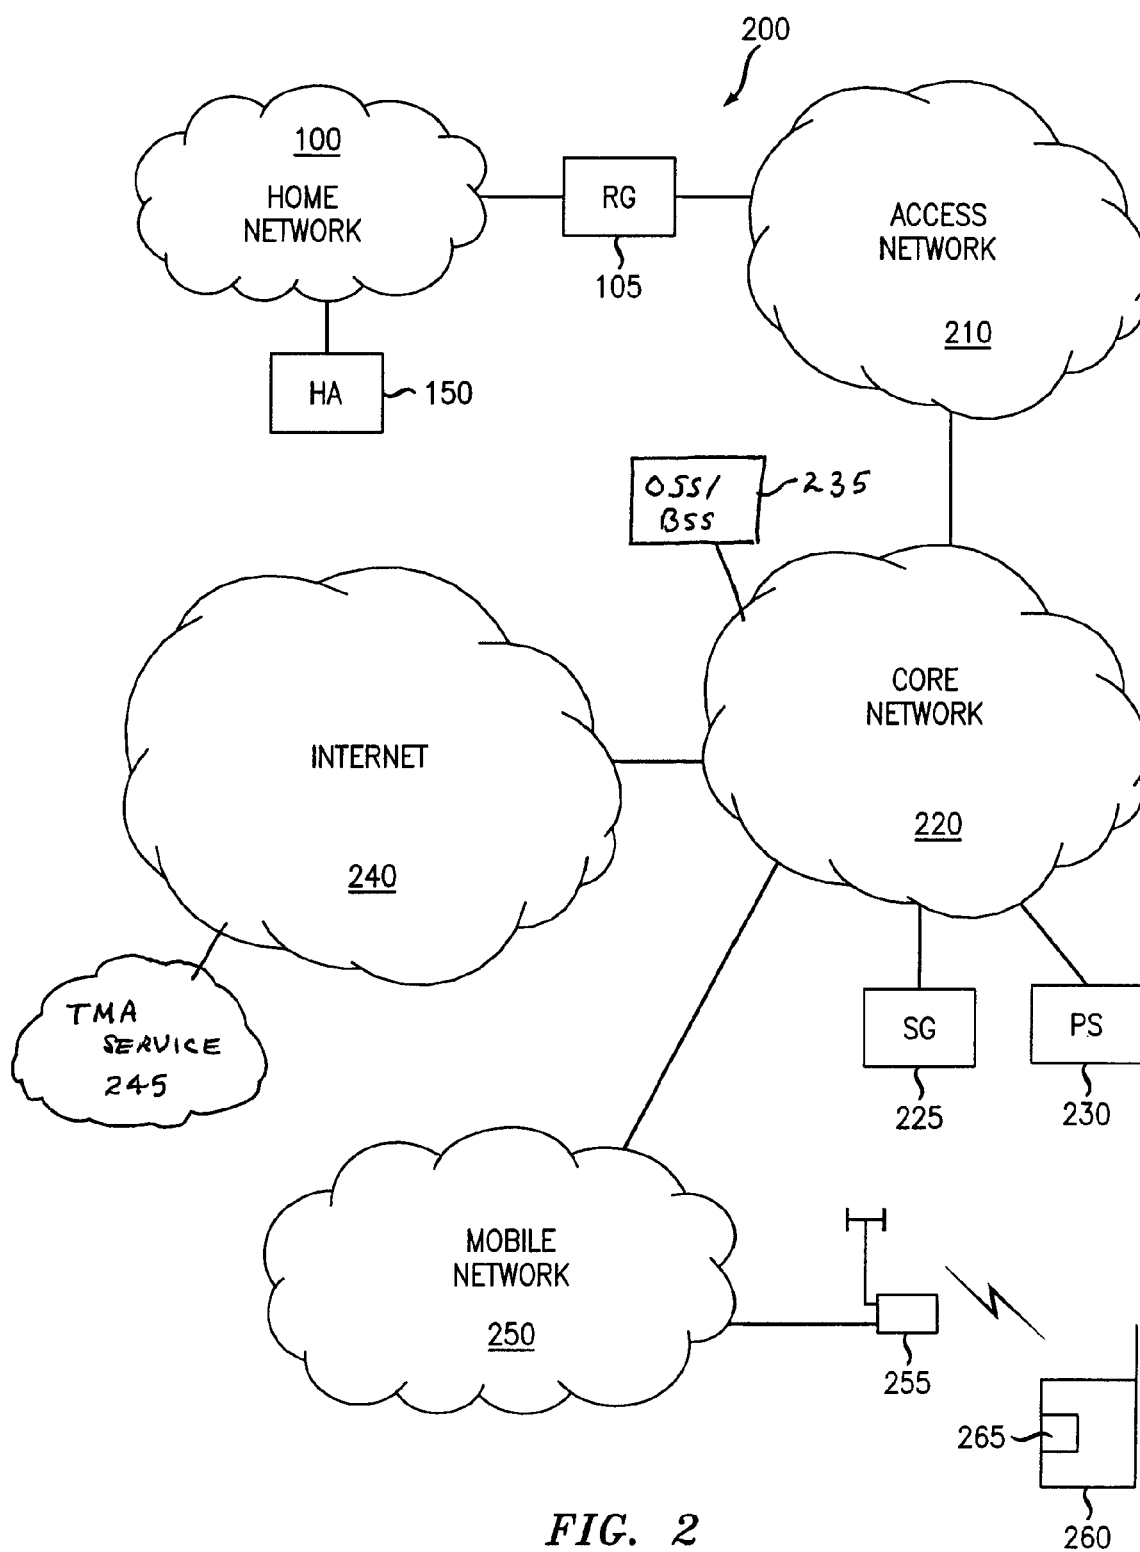 200
100
HOME
NETWORK
RG
105
ACCESS
NETWORK
210
HA
150
OSS/
BSS
235
CORE
NETWORK
220
INTERNET
240
TMA
SERVICE
245
SG
225
PS
230
MOBILE
NETWORK
250
255
265
260
FIG. 2